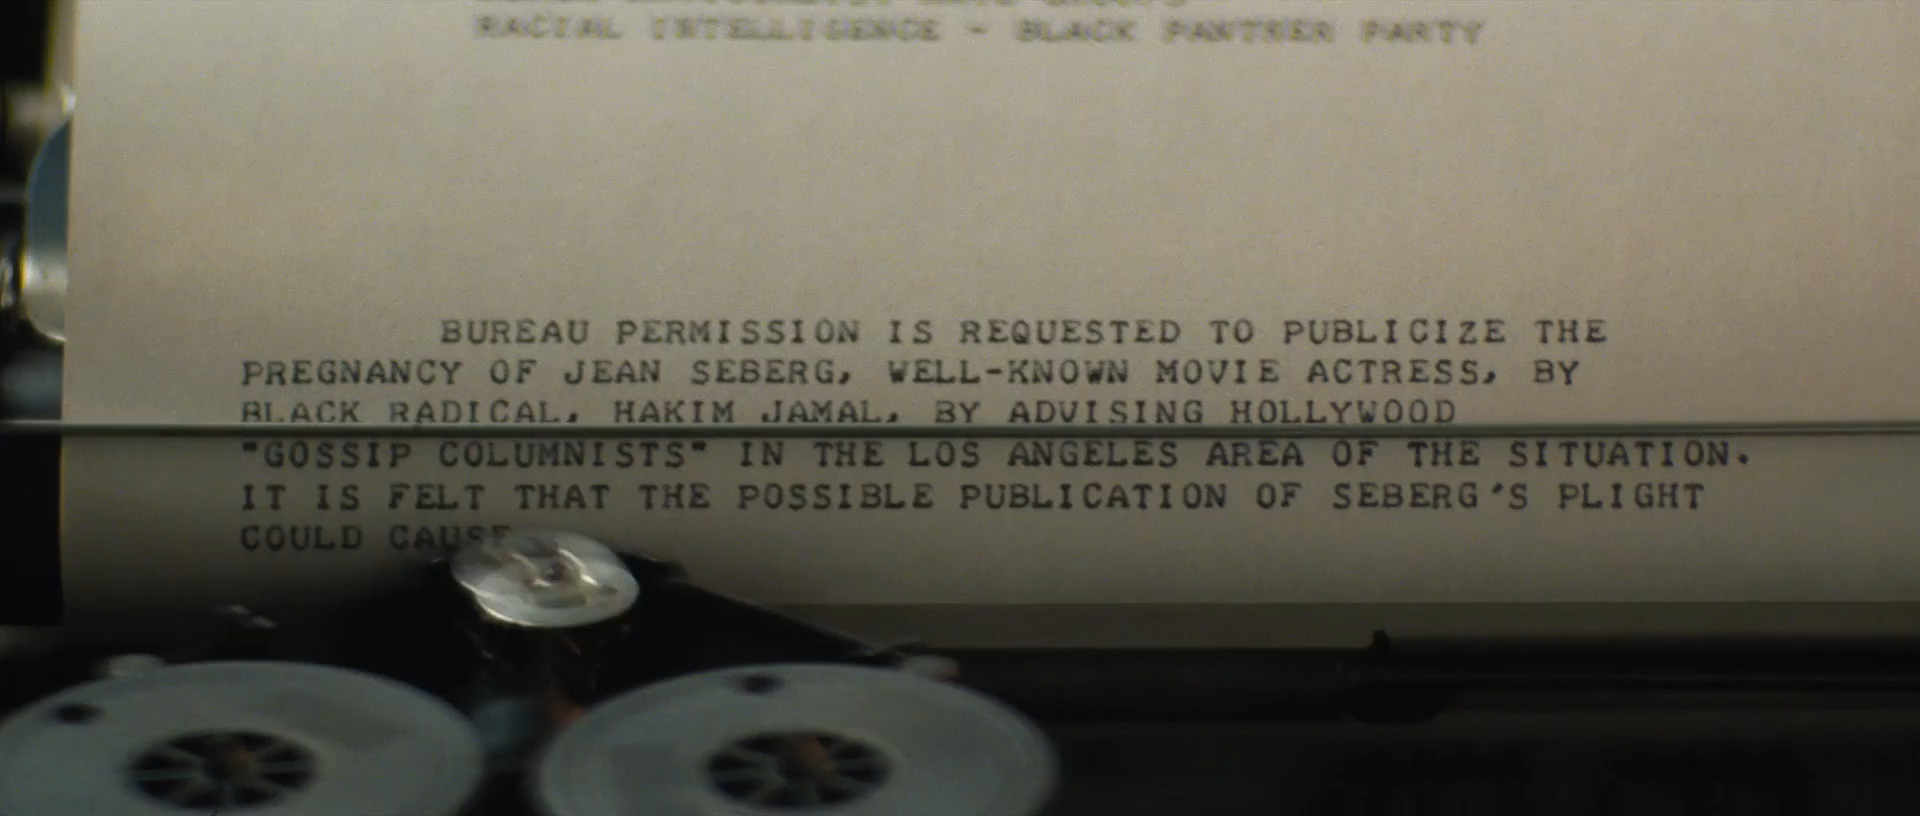 RACIAL INTELLIGENCE - BLACK PANTHER PARTY
BUREAU PERMISSION IS REQUESTED TO PUBLICIZE THE
PREGNANCY OF JEAN SEBERG, WELL-KNOWN MOVIE ACTRESS, BY
BLACK RADICAL, HAKIM JAMAL, BY ADVISING HOLLYWOOD
"GOSSIP COLUMNISTS" IN THE LOS ANGELES AREA OF THE SITUATION.
IT IS FELT THAT THE POSSIBLE PUBLICATION OF SEBERG'S PLIGHT
COULD CAUSE